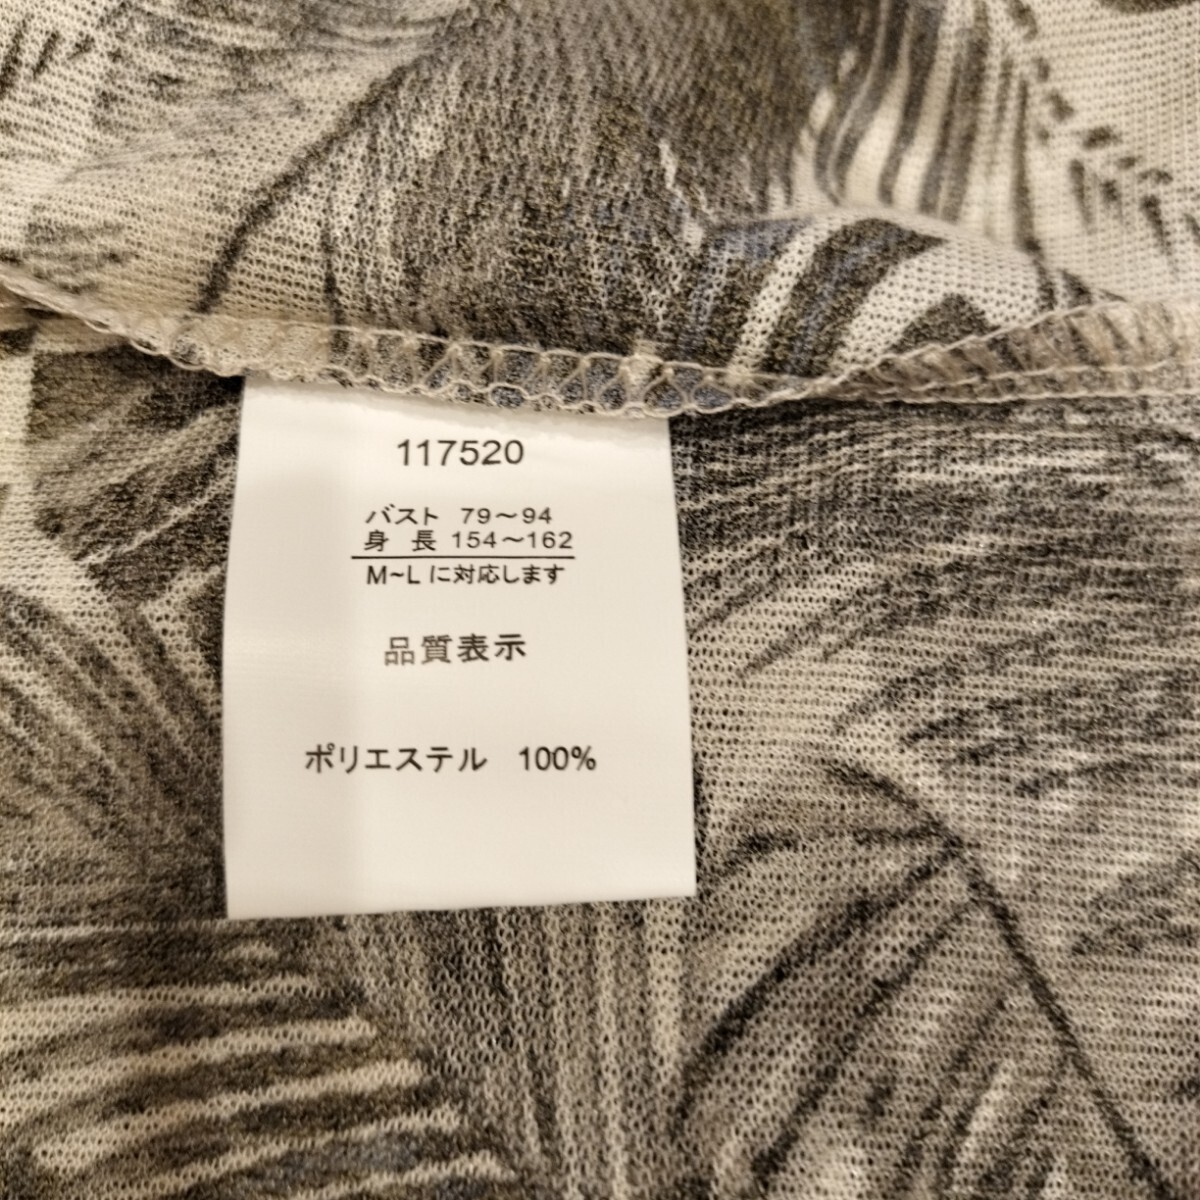 117520
バスト 79～94
身 長 154～162
M~L に対応します
品質表示
ポリエステル 100%